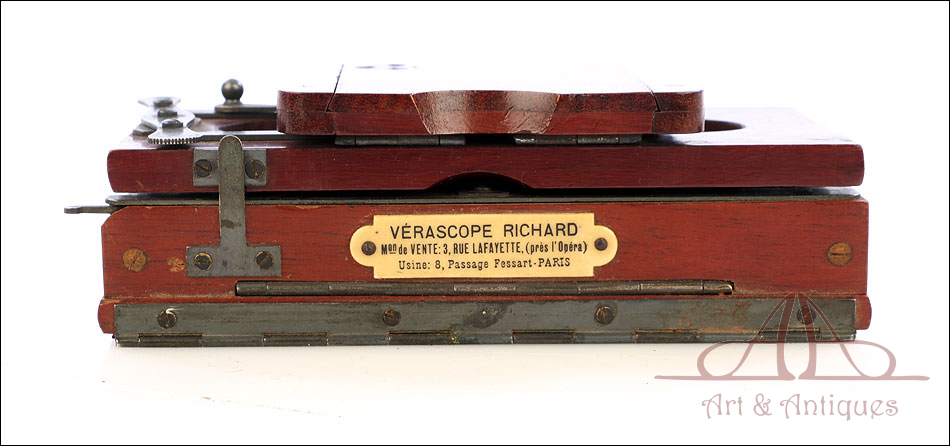 VÉRASCOPE RICHARD
Mon de VENTE: 3, RUE LAFAYETTE, (près l'Opéra)
Usine: 8, Passage Fessart-PARIS
Art & Antiques